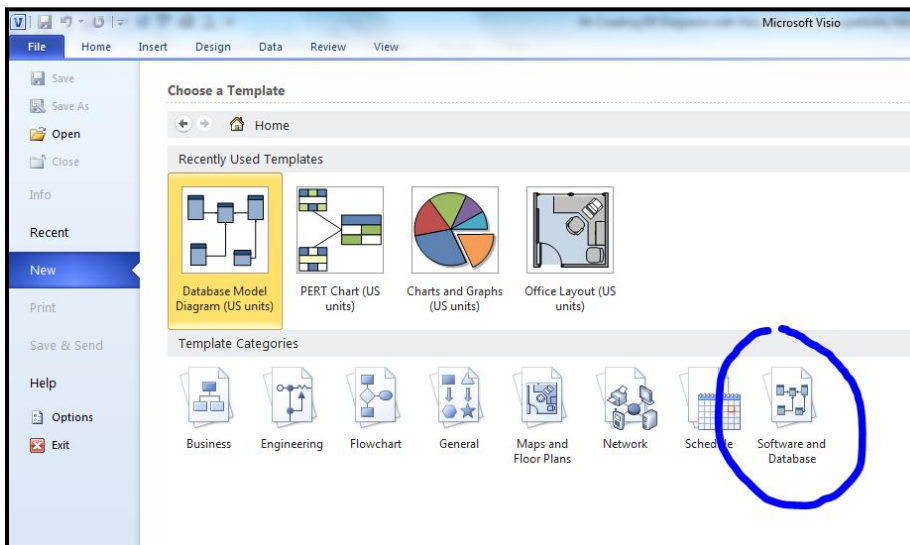 Microsoft Visio
File Home Insert Design Data Review View
Save
Save As
Open
Close
Info
Recent
New
Print
Save & Send
Help
Options
Exit
Choose a Template
Home
Recently Used Templates
Database Model
Diagram (US units)
PERT Chart (US
units)
Charts and Graphs
(US units)
Office Layout (US
units)
Template Categories
Business
Engineering
Flowchart
General
Maps and
Floor Plans
Network
Schedule
Software and
Database